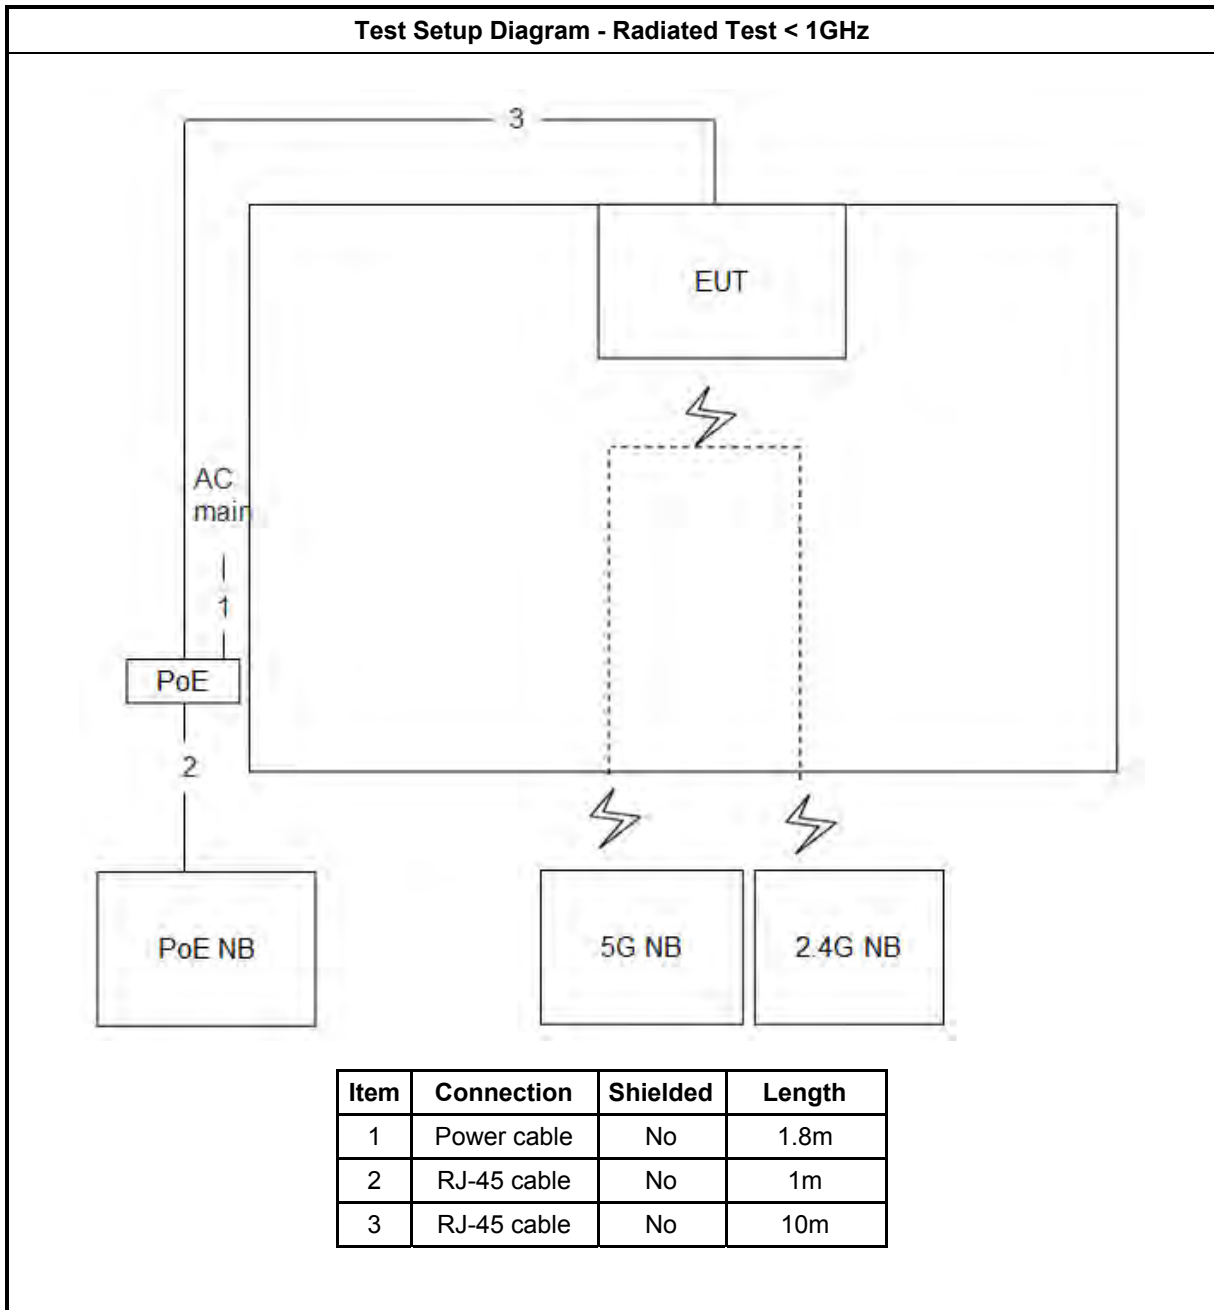 Test Setup Diagram - Radiated Test < 1GHz
3
EUT
AC
main
1
PoE
2
PoE NB
5G NB
2.4G NB
Item Connection Shielded Length
1 Power cable No 1.8m
2 RJ-45 cable No 1m
3 RJ-45 cable No 10m